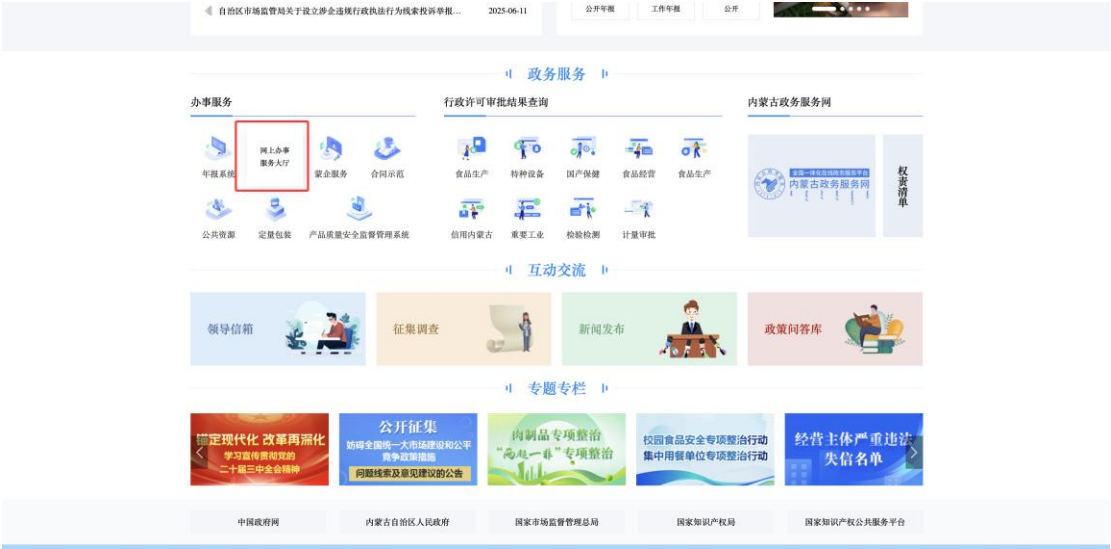 自治区市场监管局关于设立涉企违规行政执法行为线索投诉举报...
2025-06-11
公开年报
工作年报
公开
政务服务
办事服务
行政许可审批结果查询
内蒙古政务服务网
年报系统
网上办事
服务大厅
蒙企服务
合同示范
食品生产
特种设备
国产保健
食品经营
食品生产
全国一体化在线政务服务平台
内蒙古政务服务网
权责清单
公共资源
定量包装
产品质量安全监督管理系统
信用内蒙古
重要工业
检验检测
计量审批
互动交流
领导信箱
征集调查
新闻发布
政策问答库
专题专栏
锚定现代化 改革再深化
学习宣传贯彻党的
二十届三中全会精神
公开征集
妨碍全国统一大市场建设和公平
竞争政策措施
问题线索及意见建议的公告
肉制品专项整治
“两超一非”专项整治
校园食品安全专项整治行动
集中用餐单位专项整治行动
经营主体严重违法
失信名单
中国政府网
内蒙古自治区人民政府
国家市场监督管理总局
国家知识产权局
国家知识产权公共服务平台